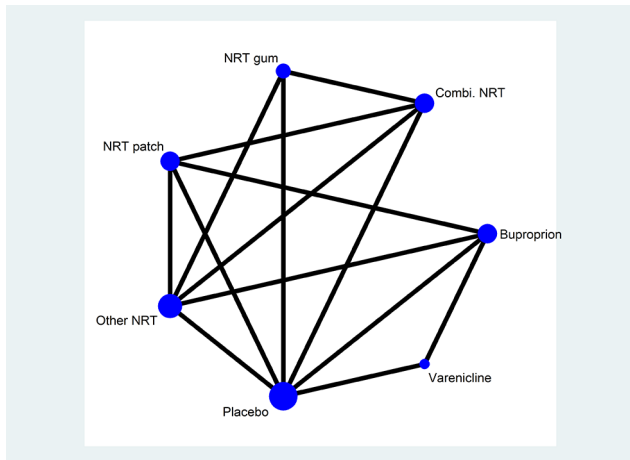 NRT gum
Combi. NRT
NRT patch
Buproprion
Other NRT
Varenicline
Placebo